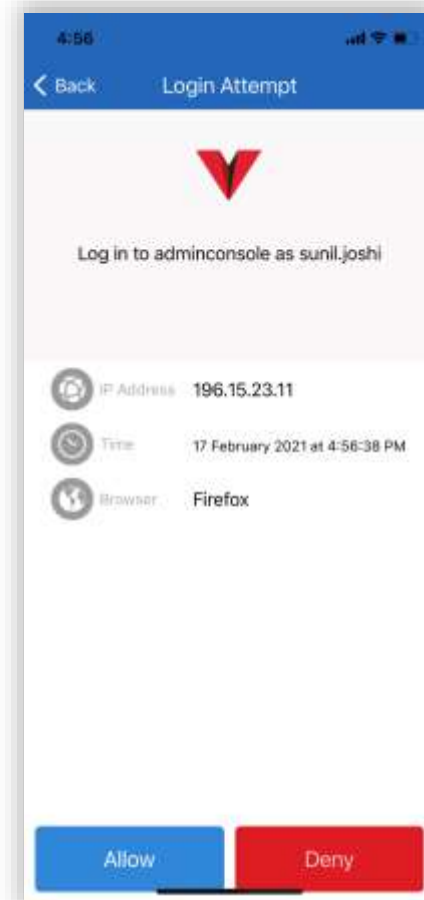 4:56
Back Login Attempt
Log in to adminconsole as sunil.joshi
IP Address 196.15.23.11
Time 17 February 2021 at 4:56:38 PM
Browser Firefox
Allow Deny